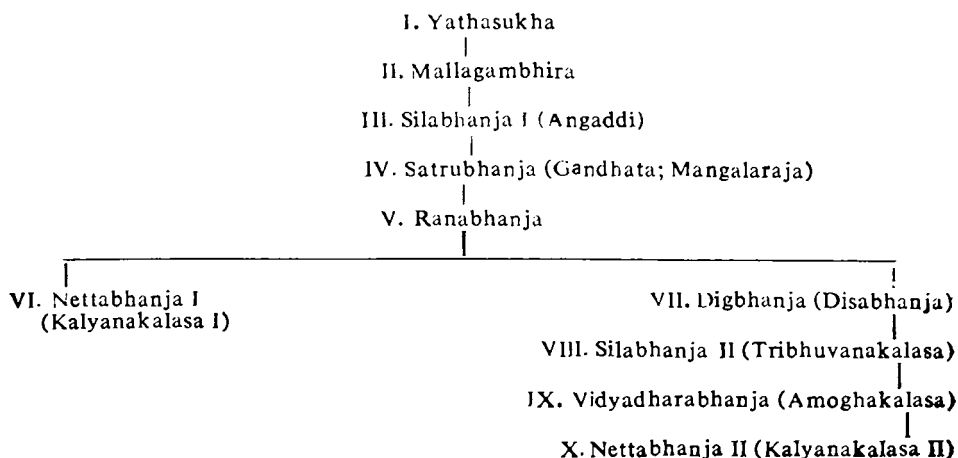 I. Yathasukha
II. Mallagambhira
III. Silabhanja I (Angaddi)
IV. Satrubhanja (Gandhata; Mangalaraja)
V. Ranabhanja
VI. Nettabhanja I
(Kalyanakalasa I)
VII. Digbhanja (Disabhanja)
VIII. Silabhanja II (Tribhuvanakalasa)
IX. Vidyadharabhanja (Amoghakalasa)
X. Nettabhanja II (Kalyanakalasa II)